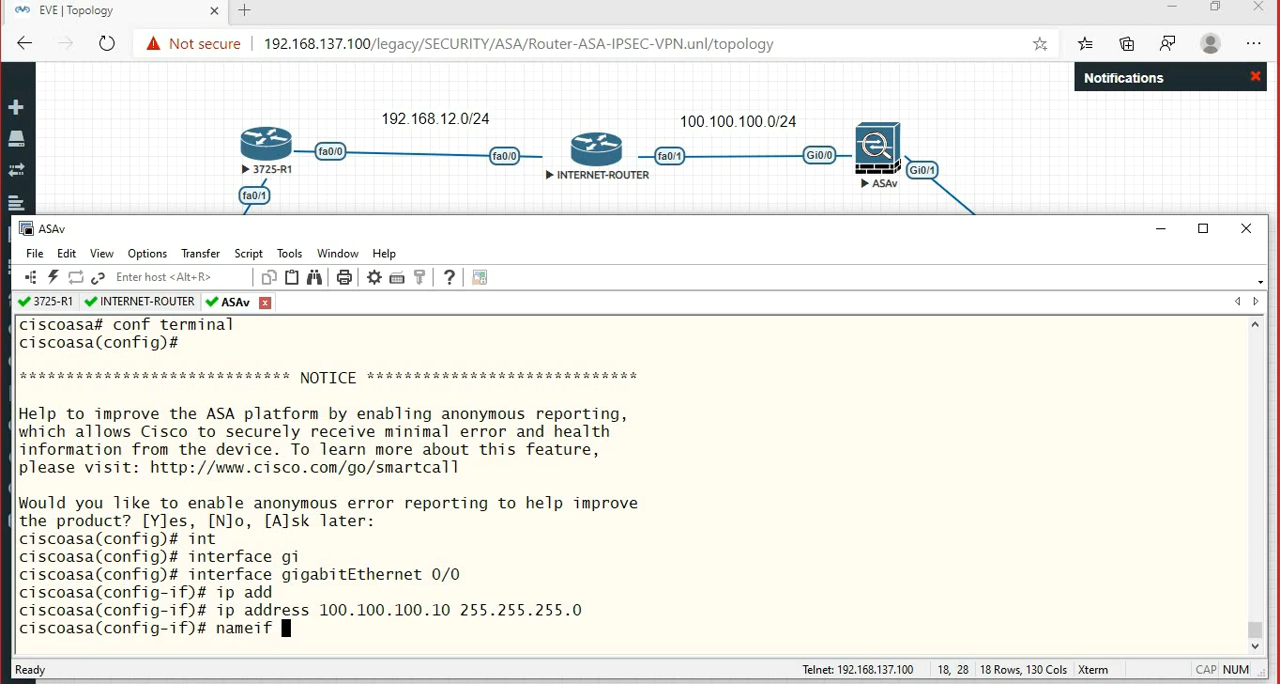 EVE | Topology
Not secure
192.168.137.100/legacy/SECURITY/ASA/Router-ASA-IPSEC-VPN.unl/topology
Notifications
192.168.12.0/24
100.100.100.0/24
fa0/0
fa0/0
fa0/1
Gi0/0
3725-R1
INTERNET-ROUTER
ASAv
Gi0/1
fa0/1
ASAv
File Edit View Options Transfer Script Tools Window Help
Enter host <Alt+R>
3725-R1 INTERNET-ROUTER ASAv
ciscoasa# conf terminal
ciscoasa(config)#
***************************** NOTICE *****************************
Help to improve the ASA platform by enabling anonymous reporting,
which allows Cisco to securely receive minimal error and health
information from the device. To learn more about this feature,
please visit: http://www.cisco.com/go/smartcall
Would you like to enable anonymous error reporting to help improve
the product? [Y]es, [N]o, [A]sk later:
ciscoasa(config)# int
ciscoasa(config)# interface gi
ciscoasa(config)# interface gigabitEthernet 0/0
ciscoasa(config-if)# ip add
ciscoasa(config-if)# ip address 100.100.100.10 255.255.255.0
ciscoasa(config-if)# nameif
Ready
Telnet: 192.168.137.100 18, 28 18 Rows, 130 Cols Xterm CAP NUM